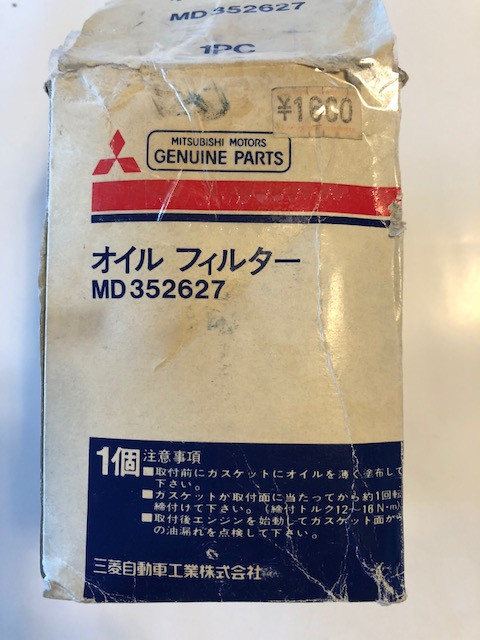 MD352627
1PC
¥1600
MITSUBISHI MOTORS
GENUINE PARTS
オイル フィルター
MD352627
1個
注意事項
■取付前にガスケットにオイルを薄く塗布して
下さい。
■ガスケットが取付面に当たってから約1回転
締付けて下さい。(締付トルク12～16N·m)
■取付後エンジンを始動してガスケット面から
の油漏れを点検して下さい。
三菱自動車工業株式会社